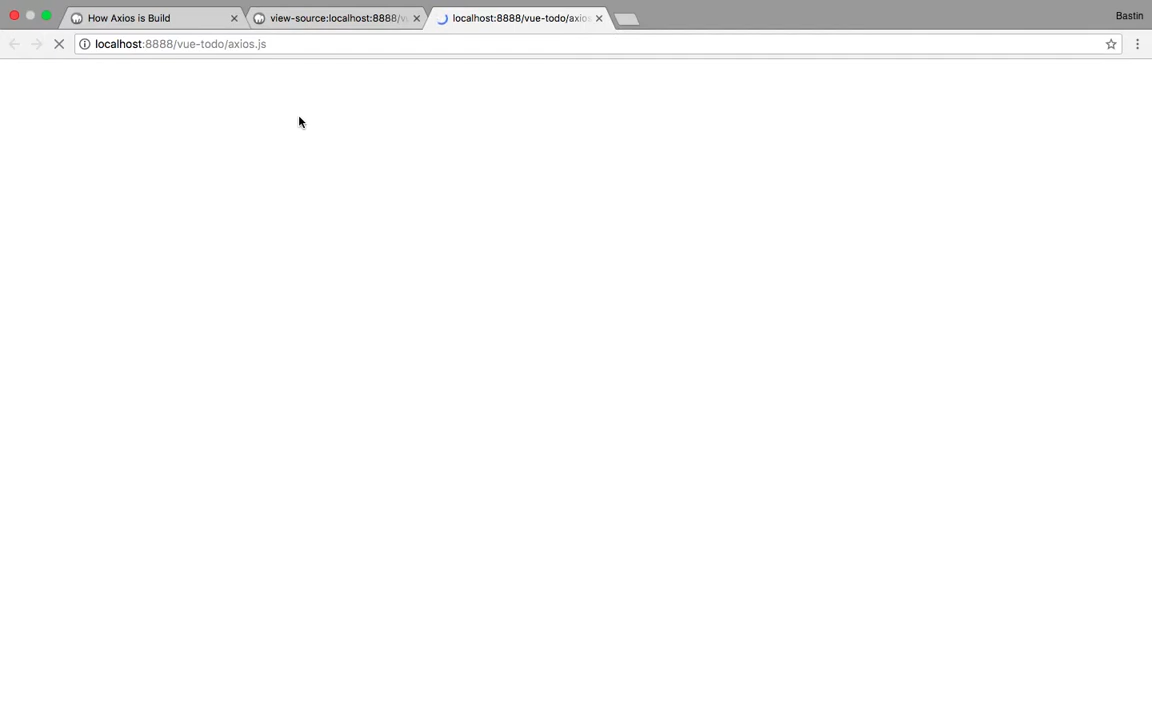 How Axios is Build
view-source:localhost:8888/v
localhost:8888/vue-todo/axios
Bastin
localhost:8888/vue-todo/axios.js